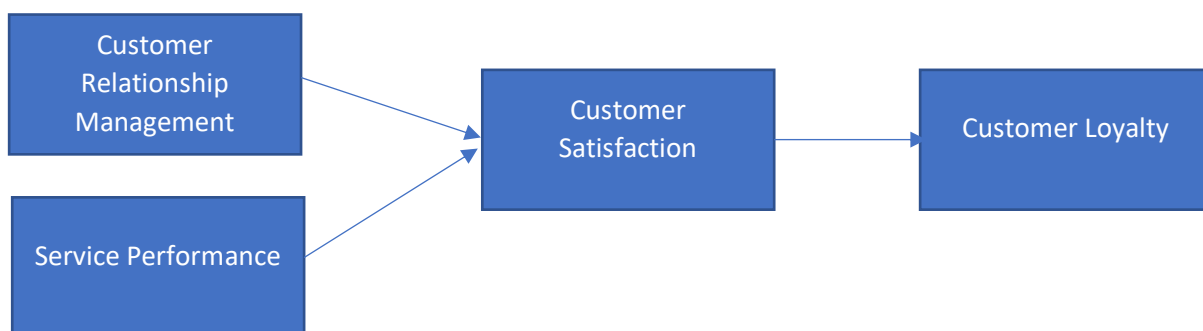 Customer
Relationship
Management
Service Performance
Customer
Satisfaction
Customer Loyalty